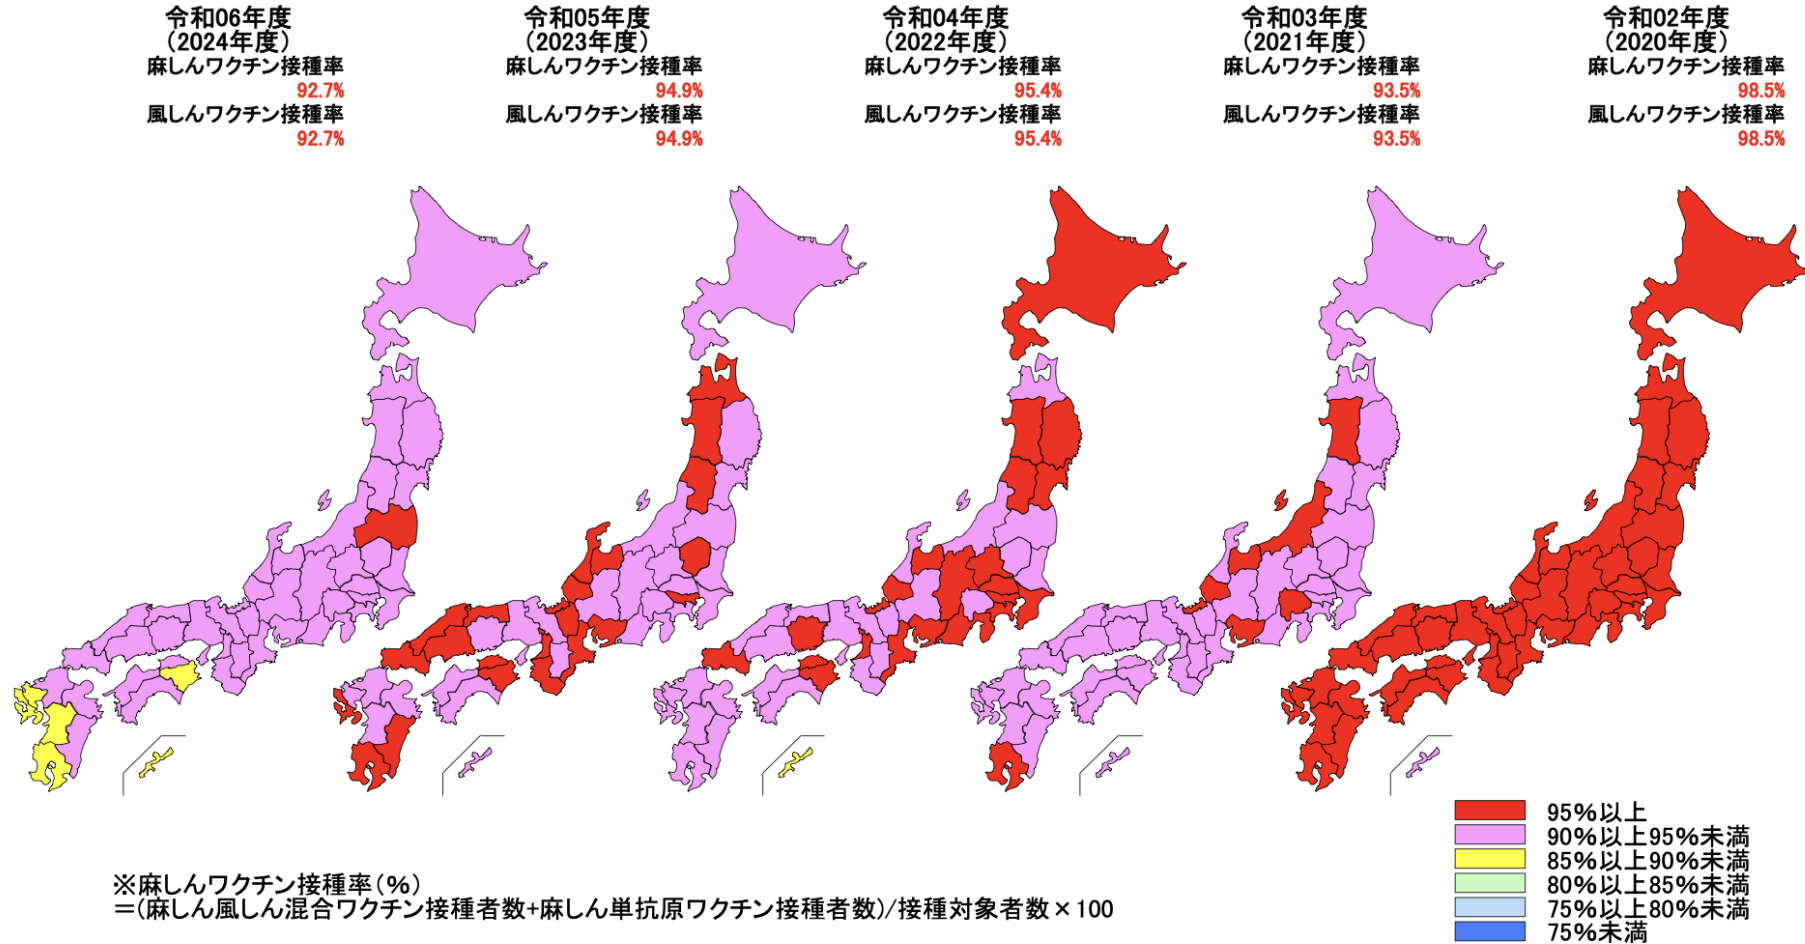 令和06年度
(2024年度)
麻しんワクチン接種率
92.7%
風しんワクチン接種率
92.7%
令和05年度
(2023年度)
麻しんワクチン接種率
94.9%
風しんワクチン接種率
94.9%
令和04年度
(2022年度)
麻しんワクチン接種率
95.4%
風しんワクチン接種率
95.4%
令和03年度
(2021年度)
麻しんワクチン接種率
93.5%
風しんワクチン接種率
93.5%
令和02年度
(2020年度)
麻しんワクチン接種率
98.5%
風しんワクチン接種率
98.5%
95%以上
90%以上95%未満
85%以上90%未満
80%以上85%未満
75%以上80%未満
75%未満
※麻しんワクチン接種率(%)
=(麻しん風しん混合ワクチン接種者数+麻しん単抗原ワクチン接種者数)/接種対象者数×100